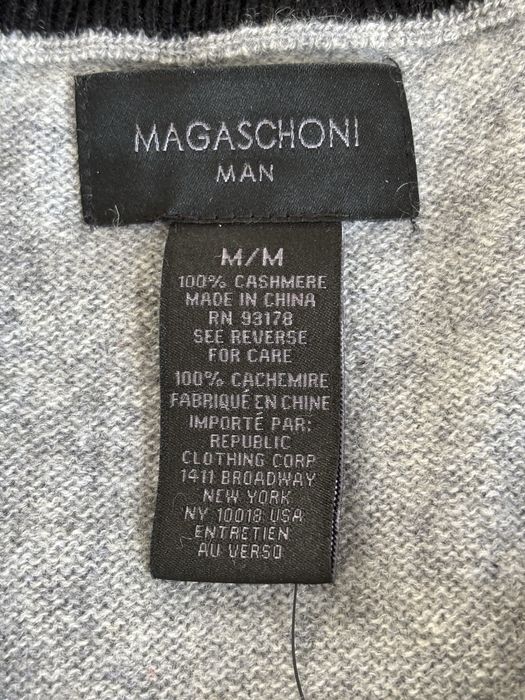 MAGASCHONI
MAN
M/M
100% CASHMERE
MADE IN CHINA
RN 93178
SEE REVERSE
FOR CARE
100% CACHEMIRE
FABRIQUÉ EN CHINE
IMPORTÉ PAR:
REPUBLIC
CLOTHING CORP
1411 BROADWAY
NEW YORK
NY 10018 USA
ENTRETIEN
AU VERSO